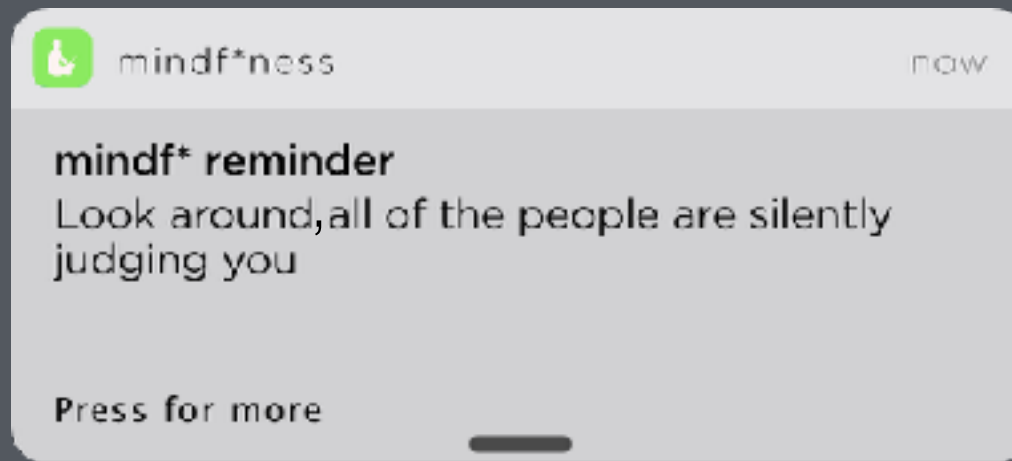 mindf*ness
now
mindf* reminder
Look around,all of the people are silently
judging you
Press for more